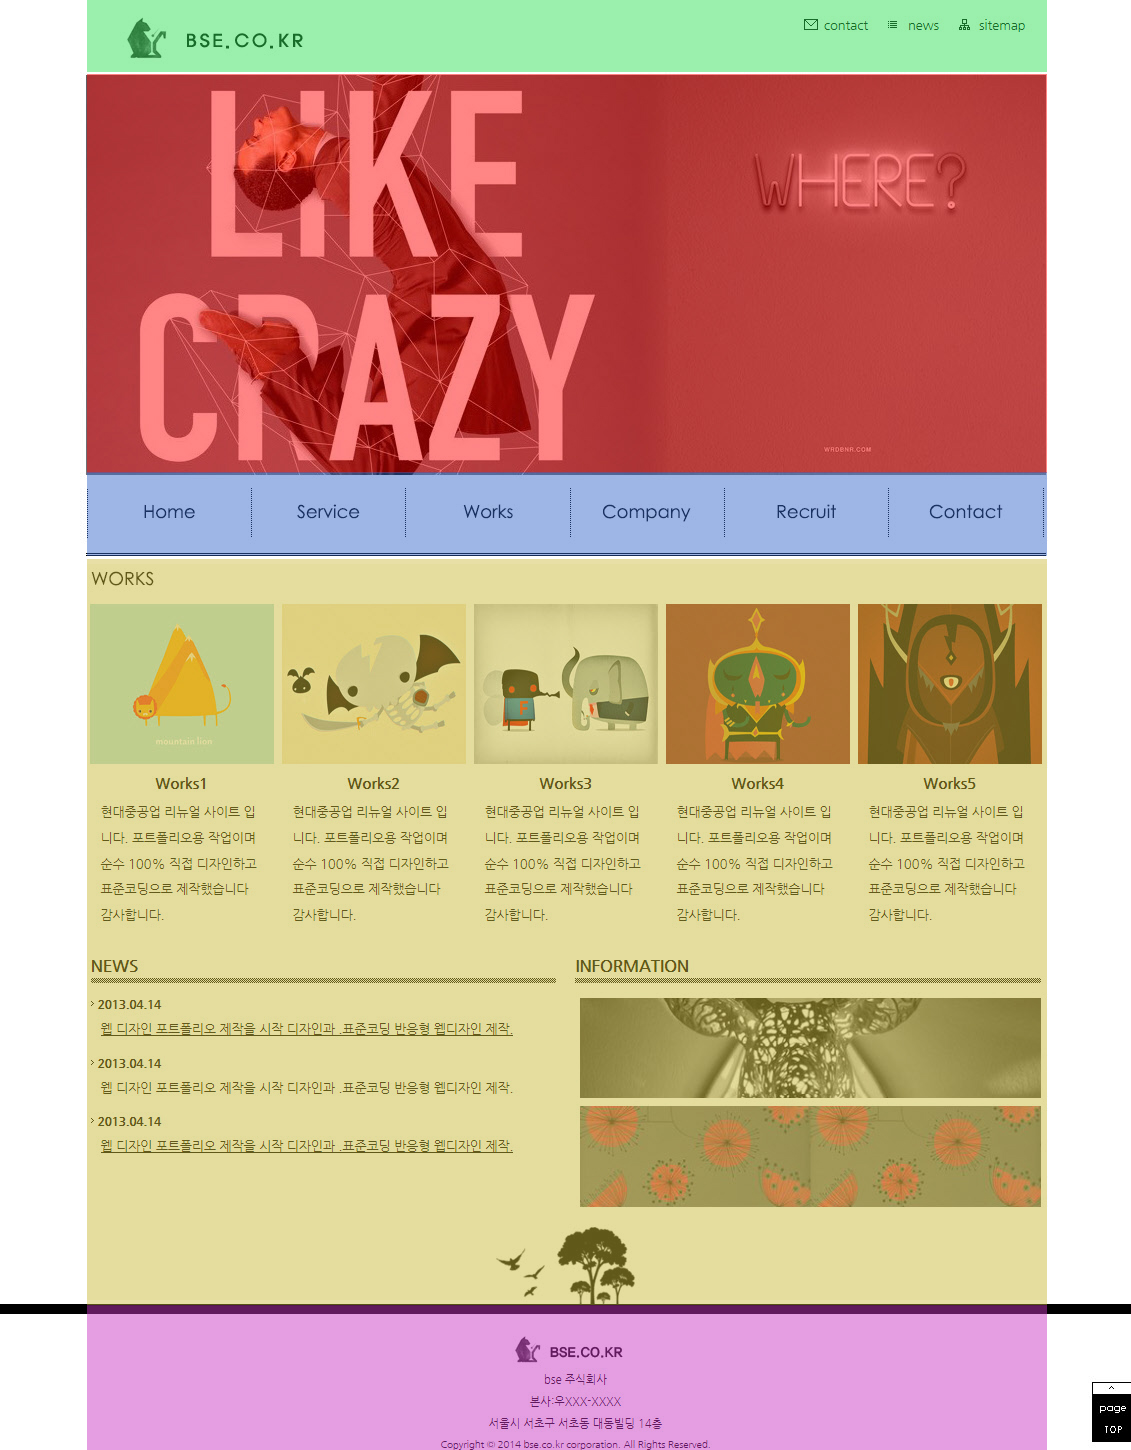 BSE.CO.KR
contact
news
sitemap
LIKE
CRAZY
WHERE?
WRDBNR.COM
Home
Service
Works
Company
Recruit
Contact
WORKS
mountain lion
F
F
Works1
현대중공업 리뉴얼 사이트 입
니다. 포트폴리오용 작업이며
순수 100% 직접 디자인하고
표준코딩으로 제작했습니다
감사합니다.
Works2
현대중공업 리뉴얼 사이트 입
니다. 포트폴리오용 작업이며
순수 100% 직접 디자인하고
표준코딩으로 제작했습니다
감사합니다.
Works3
현대중공업 리뉴얼 사이트 입
니다. 포트폴리오용 작업이며
순수 100% 직접 디자인하고
표준코딩으로 제작했습니다
감사합니다.
Works4
현대중공업 리뉴얼 사이트 입
니다. 포트폴리오용 작업이며
순수 100% 직접 디자인하고
표준코딩으로 제작했습니다
감사합니다.
Works5
현대중공업 리뉴얼 사이트 입
니다. 포트폴리오용 작업이며
순수 100% 직접 디자인하고
표준코딩으로 제작했습니다
감사합니다.
NEWS
2013.04.14
웹 디자인 포트폴리오 제작을 시작 디자인과 .표준코딩 반응형 웹디자인 제작.
2013.04.14
웹 디자인 포트폴리오 제작을 시작 디자인과 .표준코딩 반응형 웹디자인 제작.
2013.04.14
웹 디자인 포트폴리오 제작을 시작 디자인과 .표준코딩 반응형 웹디자인 제작.
INFORMATION
BSE.CO.KR
bse 주식회사
본사:우XXX-XXXX
서울시 서초구 서초동 대동빌딩 14층
Copyright © 2014 bse.co.kr corporation. All Rights Reserved.
page
TOP